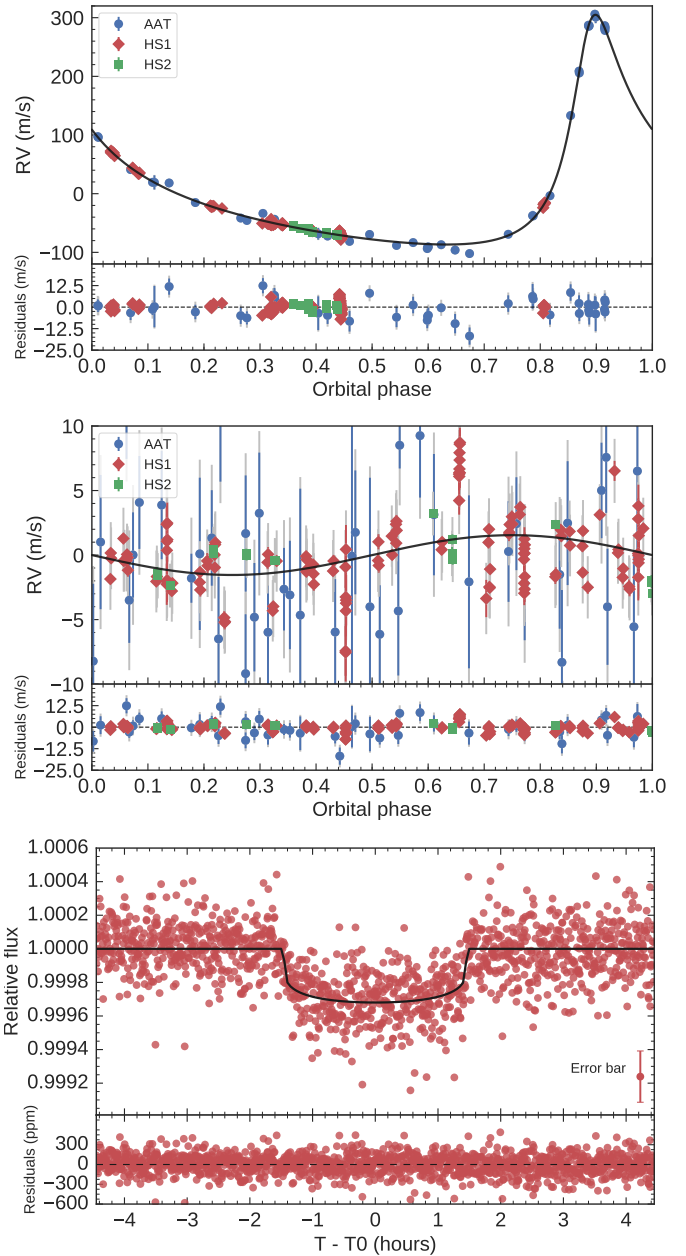 300
200
100
0
−100
RV (m/s)
AAT
HS1
HS2
12.5
0.0
−12.5
−25.0
Residuals (m/s)
0.0 0.1 0.2 0.3 0.4 0.5 0.6 0.7 0.8 0.9 1.0
Orbital phase
10
5
0
−5
−10
RV (m/s)
AAT
HS1
HS2
12.5
0.0
−12.5
−25.0
Residuals (m/s)
0.0 0.1 0.2 0.3 0.4 0.5 0.6 0.7 0.8 0.9 1.0
Orbital phase
1.0006
1.0004
1.0002
1.0000
0.9998
0.9996
0.9994
0.9992
Relative flux
Error bar
300
0
−300
−600
Residuals (ppm)
−4 −3 −2 −1 0 1 2 3 4
T - T0 (hours)